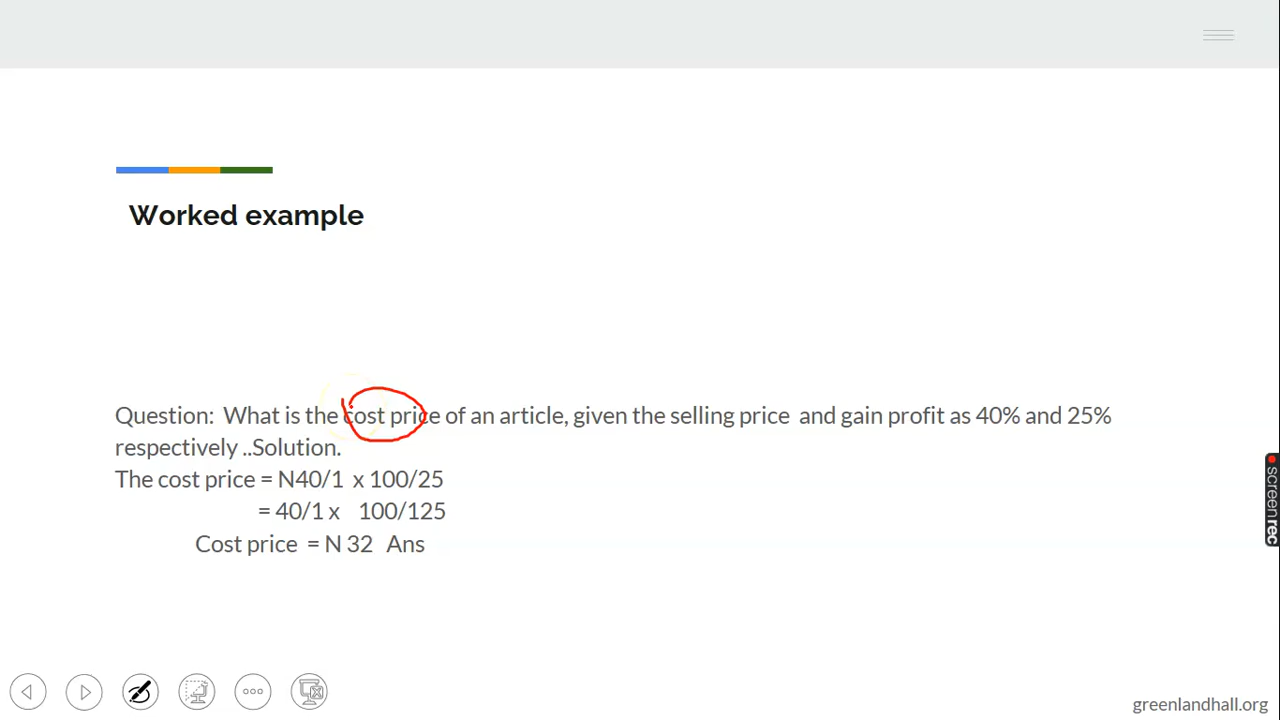 Worked example
Question: What is the cost price of an article, given the selling price and gain profit as 40% and 25%
respectively ..Solution.
The cost price = N40/1 x 100/25
= 40/1 x 100/125
Cost price = N 32 Ans
screenrec
greenlandhall.org